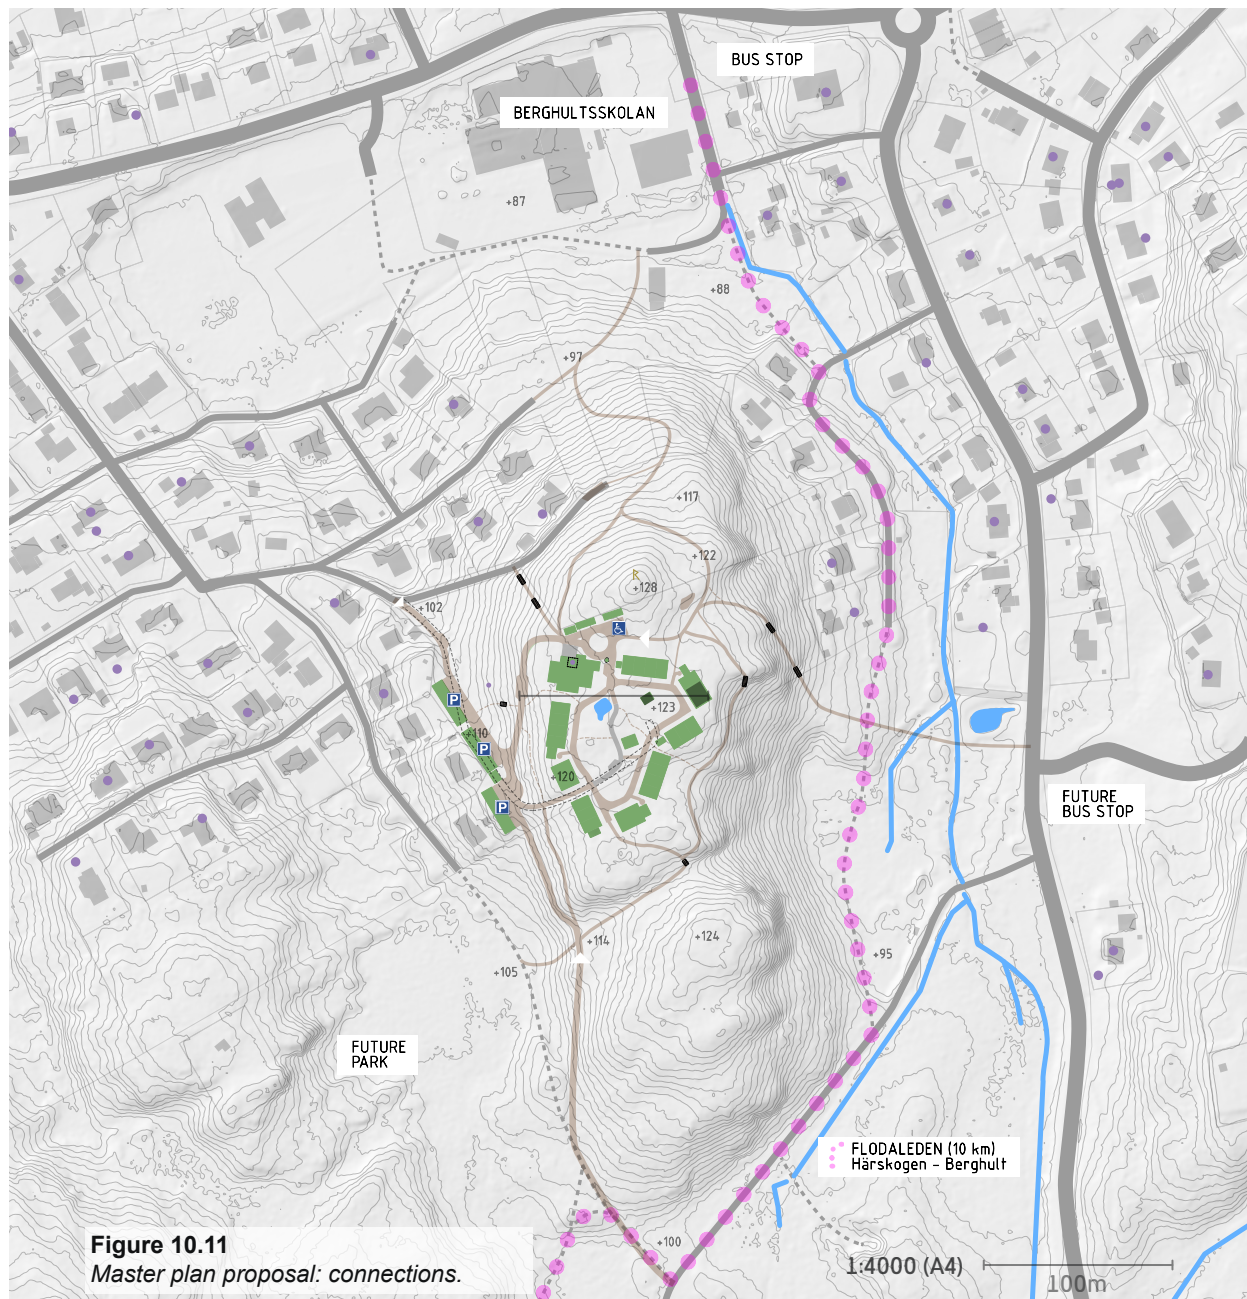 BUS STOP
BERGHULTSSKOLAN
+87
+88
+97
+117
+122
+128
+102
P
+123
+110
P
+120
P
FUTURE
BUS STOP
+124
+114
+95
+105
FUTURE
PARK
FLODALEDEN (10 km)
Härskogen - Berghult
+100
Figure 10.11
Master plan proposal: connections.
1:4000 (A4)
100m